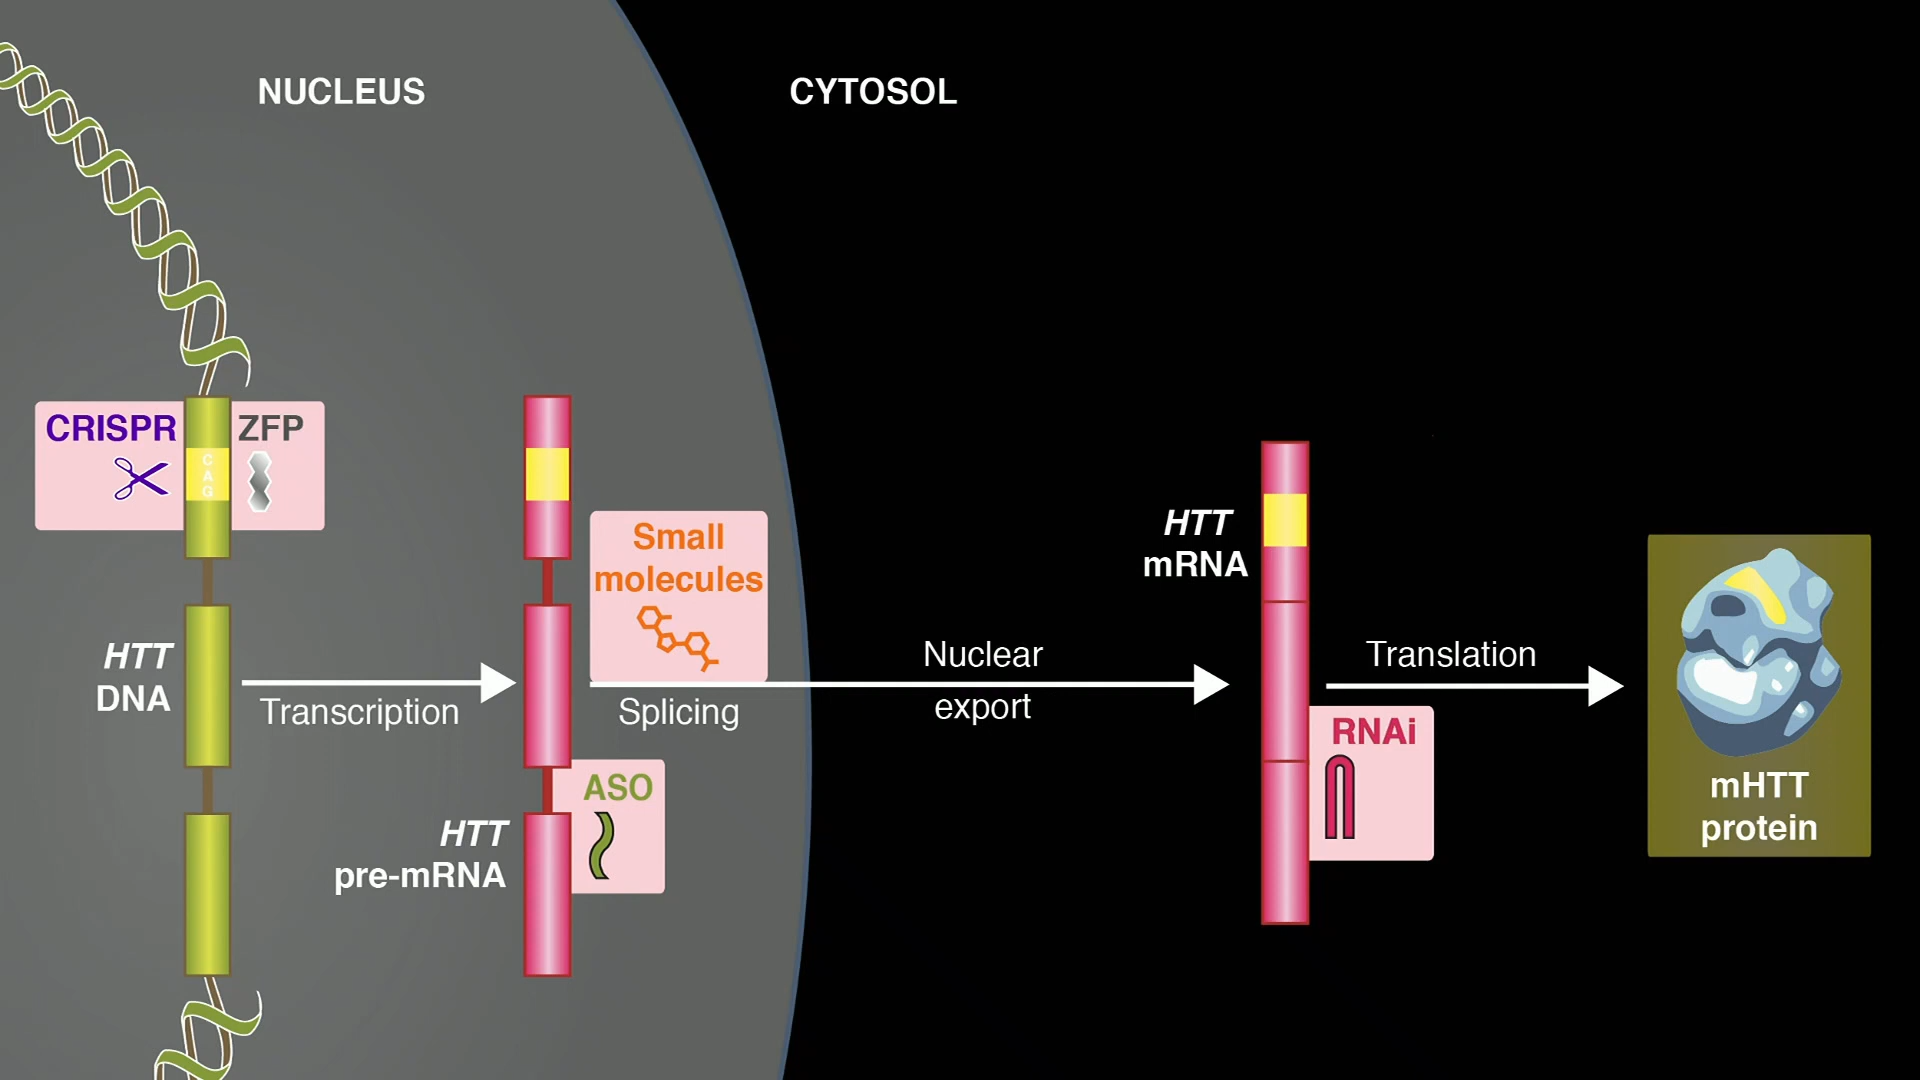 NUCLEUS
CYTOSOL
CRISPR
ZFP
C
A
G
Small
molecules
HTT
mRNA
HTT
DNA
Transcription
Splicing
Nuclear
export
Translation
RNAi
ASO
HTT
pre-mRNA
mHTT
protein